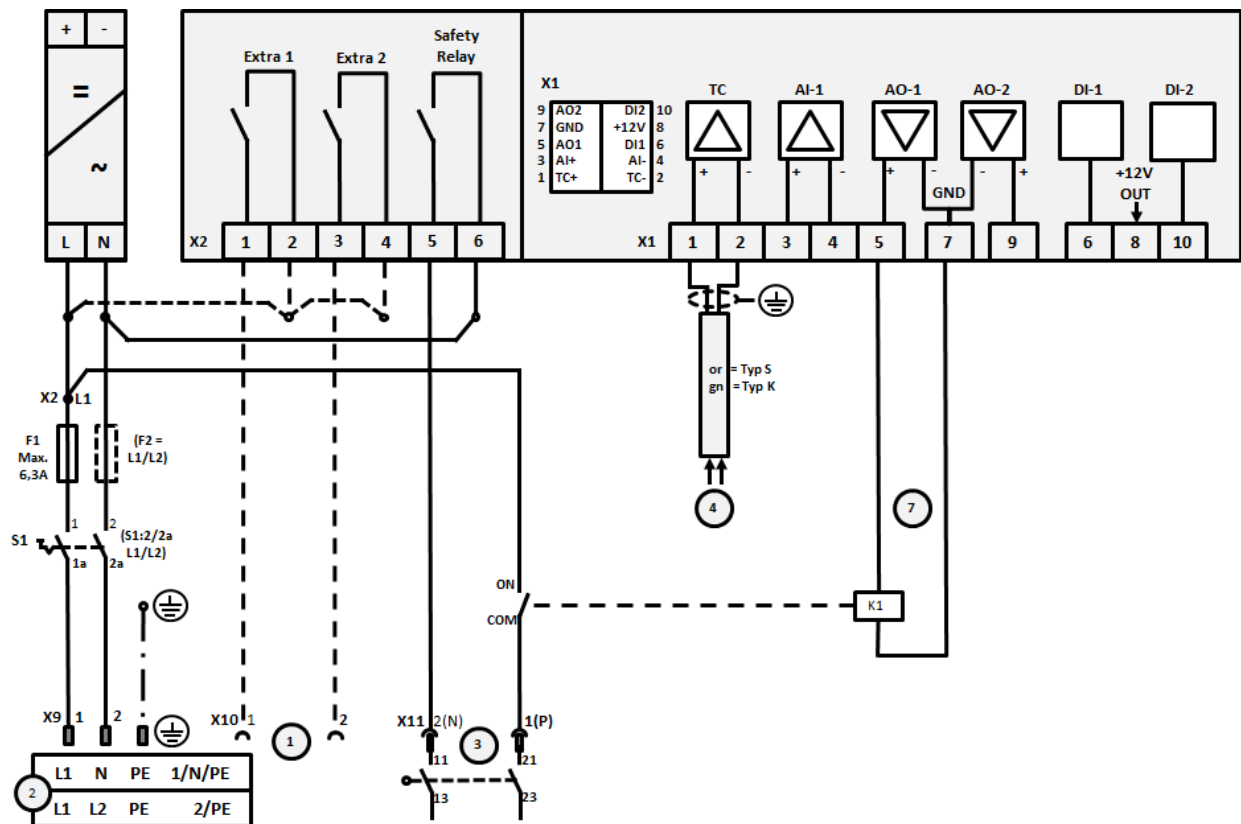 + -
=
~
L N
Extra 1
Extra 2
Safety
Relay
X2 1 2 3 4 5 6
X1
9 AO2 DI2 10
7 GND +12V 8
5 AO1 DI1 6
3 AI+ AI- 4
1 TC+ TC- 2
TC
AI-1
AO-1
AO-2
DI-1
DI-2
+ - + - + - - +
GND
+12V
OUT
X1 1 2 3 4 5 7 9 6 8 10
or = Typ S
gn = Typ K
4
7
X2 L1
F1
Max.
6,3A
(F2 =
L1/L2)
S1
1 2
1a 2a
(S1:2/2a
L1/L2)
ON
COM
K1
X9 1 2
X10 1 2
1
X11 2(N) 1(P)
3
11 21
13 23
2
L1 N PE 1/N/PE
L1 L2 PE 2/PE